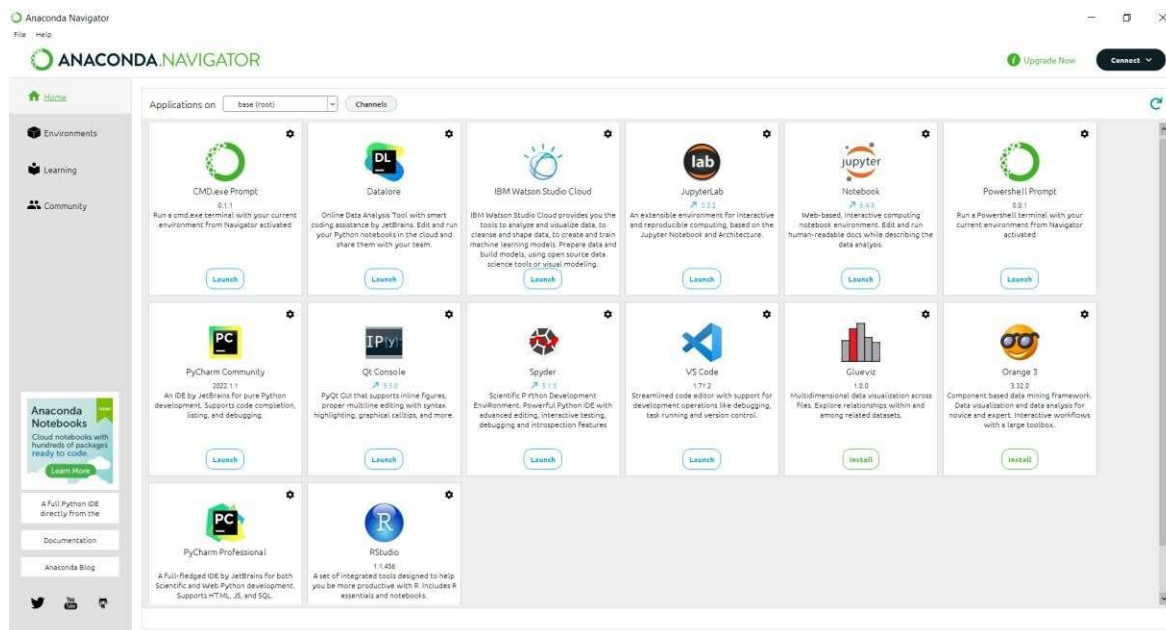 Anaconda Navigator
File Help
ANACONDA.NAVIGATOR
Upgrade Now
Connect
Home
Environments
Learning
Community
Applications on
base (root)
Channels
CMD.exe Prompt
0.1.1
Run a cmd.exe terminal with your current
environment from Navigator activated
Launch
DL
Datalore
Online Data Analysis Tool with smart
coding assistance by JetBrains. Edit and run
your Python notebooks in the cloud and
share them with your team.
Launch
IBM Watson Studio Cloud
IBM Watson Studio Cloud provides you the
tools to analyze and visualize data, to
cleanse and shape data, to create and train
machine learning models. Prepare data and
build models, using open source data
science tools or visual modeling.
Launch
lab
JupyterLab
3.3.2
An extensible environment for interactive
and reproducible computing, based on the
Jupyter Notebook and Architecture.
Launch
jupyter
Notebook
Web-based, interactive computing
notebook environment. Edit and run
human-readable docs while describing the
data analysis.
Launch
Powershell Prompt
0.0.1
Run a Powershell terminal with your
current environment from Navigator
activated
Launch
PC
PyCharm Community
2022.1.1
An IDE by JetBrains for pure Python
development. Supports code completion,
listing, and debugging.
Launch
IP[y]:
Qt Console
5.3.0
PyQt GUI that supports inline figures,
proper multiline editing with syntax
highlighting, graphical calltips, and more.
Launch
Spyder
Scientific Python Development
EnviRonment. Powerful Python IDE with
advanced editing, interactive testing,
debugging and introspection features
Launch
VS Code
1.71.2
Streamlined code editor with support for
development operations like debugging,
task running and version control.
Launch
Glueviz
1.0.0
Multidimensional data visualization across
files. Explore relationships within and
among related datasets.
Install
Orange 3
3.32.0
Component based data mining framework.
Data visualization and data analysis for
novice and expert. Interactive workflows
with a large toolbox.
Install
PC
PyCharm Professional
A full-fledged IDE by JetBrains for both
Scientific and Web Python development.
Supports HTML, JS, and SQL.
R
RStudio
1.1.456
A set of integrated tools designed to help
you be more productive with R. Includes R
essentials and notebooks.
Anaconda
Notebooks
Cloud notebooks with
hundreds of packages
ready to code.
Learn More
A full Python IDE
directly from the
Documentation
Anaconda Blog
You
Tube